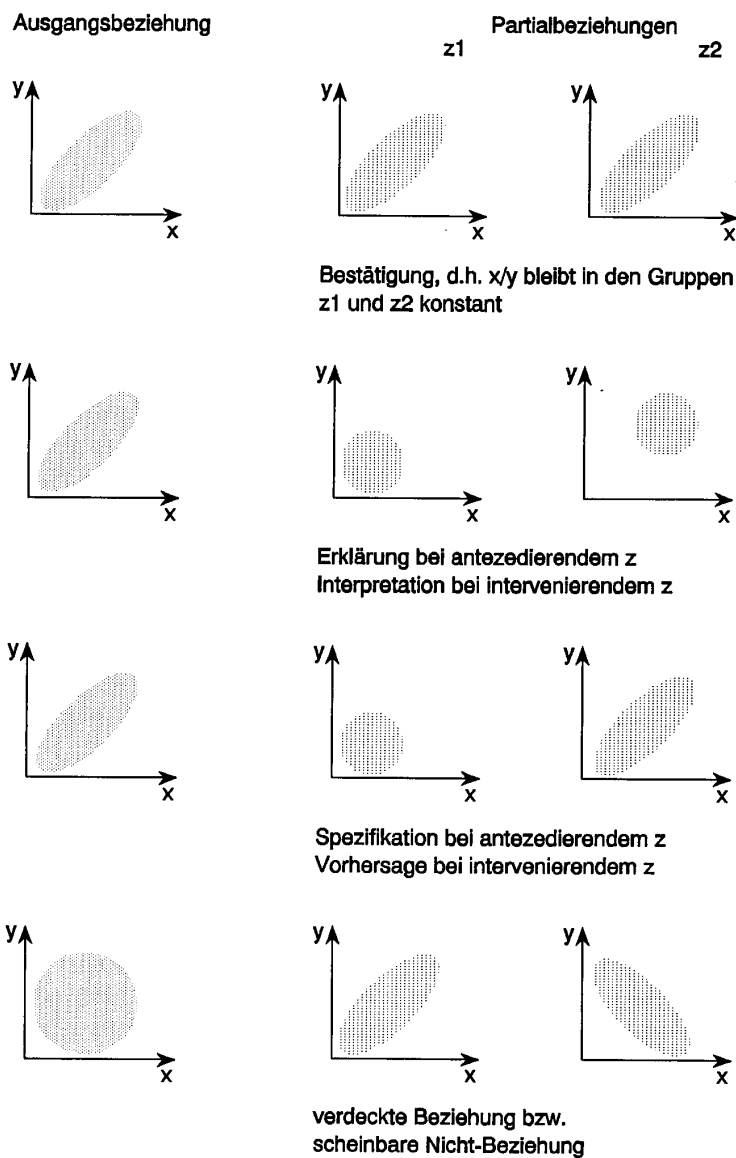 Ausgangsbeziehung Partialbeziehungen
z1 z2
y y y
x x x
Bestätigung, d.h. x/y bleibt in den Gruppen
z1 und z2 konstant
y y y
x x x
Erklärung bei antezedierendem z
Interpretation bei intervenierendem z
y y y
x x x
Spezifikation bei antezedierendem z
Vorhersage bei intervenierendem z
y y y
x x x
verdeckte Beziehung bzw.
scheinbare Nicht-Beziehung